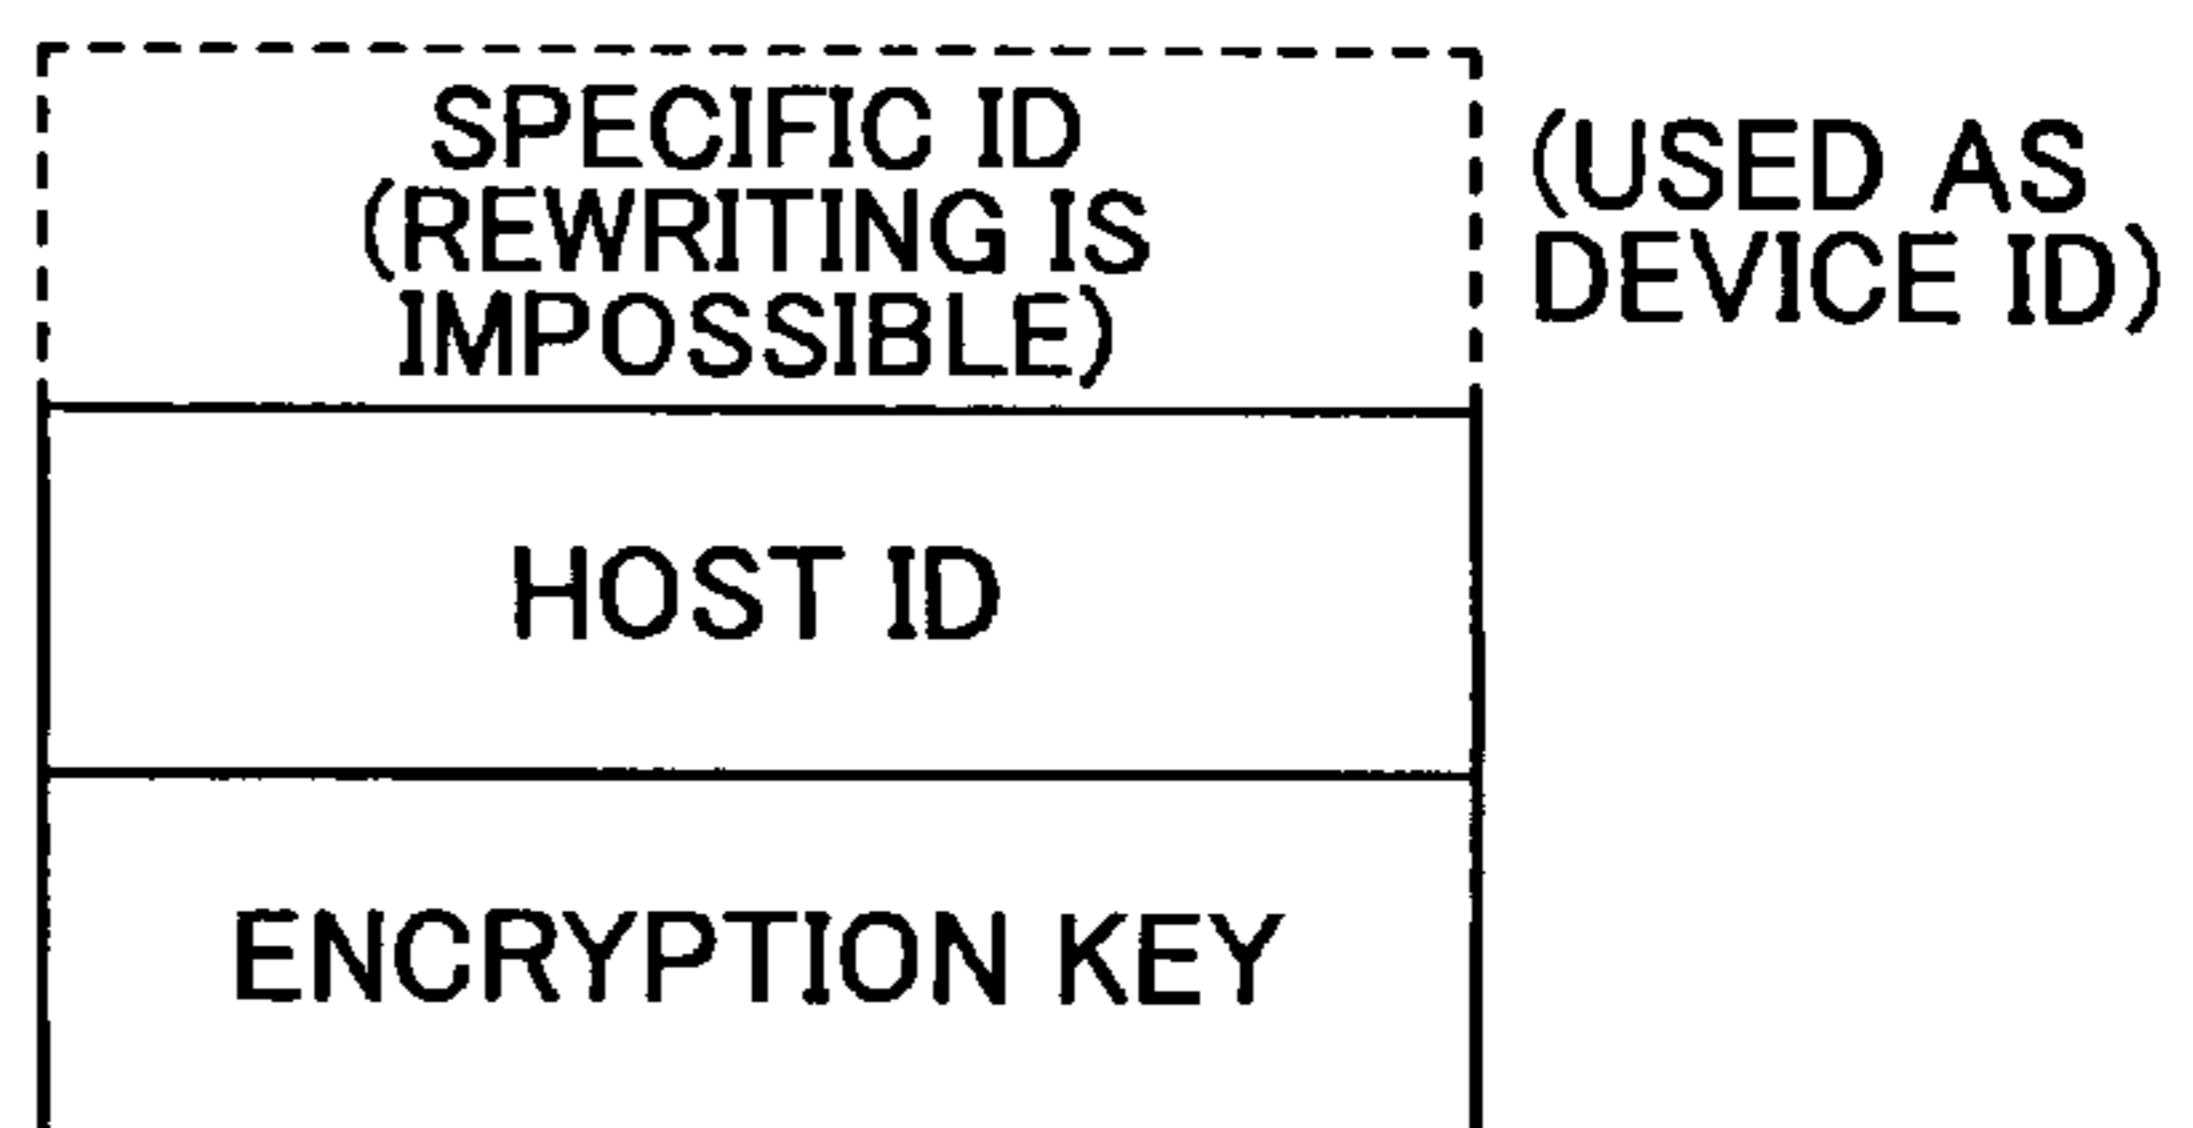 SPECIFIC ID
(REWRITING IS
IMPOSSIBLE)
(USED AS
DEVICE ID)
HOST ID
ENCRYPTION KEY